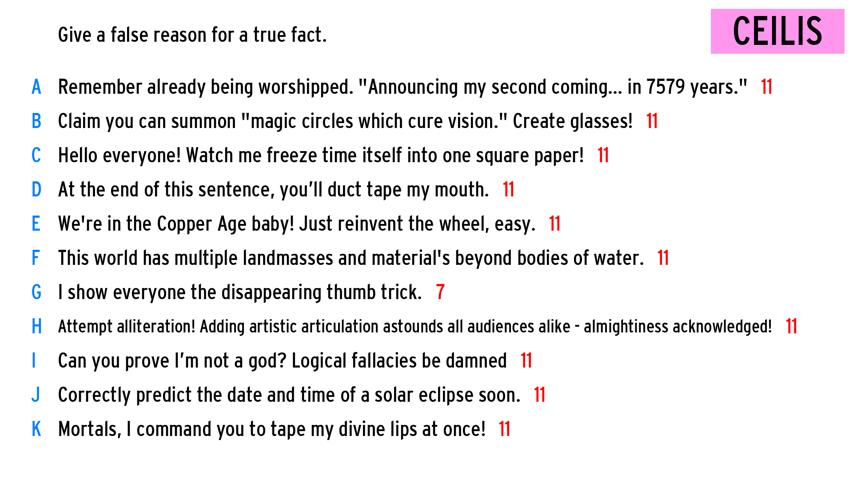 Give a false reason for a true fact.
CEILIS
A Remember already being worshipped. "Announcing my second coming... in 7579 years." 11
B Claim you can summon "magic circles which cure vision." Create glasses! 11
C Hello everyone! Watch me freeze time itself into one square paper! 11
D At the end of this sentence, you'll duct tape my mouth. 11
E We're in the Copper Age baby! Just reinvent the wheel, easy. 11
F This world has multiple landmasses and material's beyond bodies of water. 11
G I show everyone the disappearing thumb trick. 7
H Attempt alliteration! Adding artistic articulation astounds all audiences alike - almightiness acknowledged! 11
I Can you prove I'm not a god? Logical fallacies be damned 11
J Correctly predict the date and time of a solar eclipse soon. 11
K Mortals, I command you to tape my divine lips at once! 11